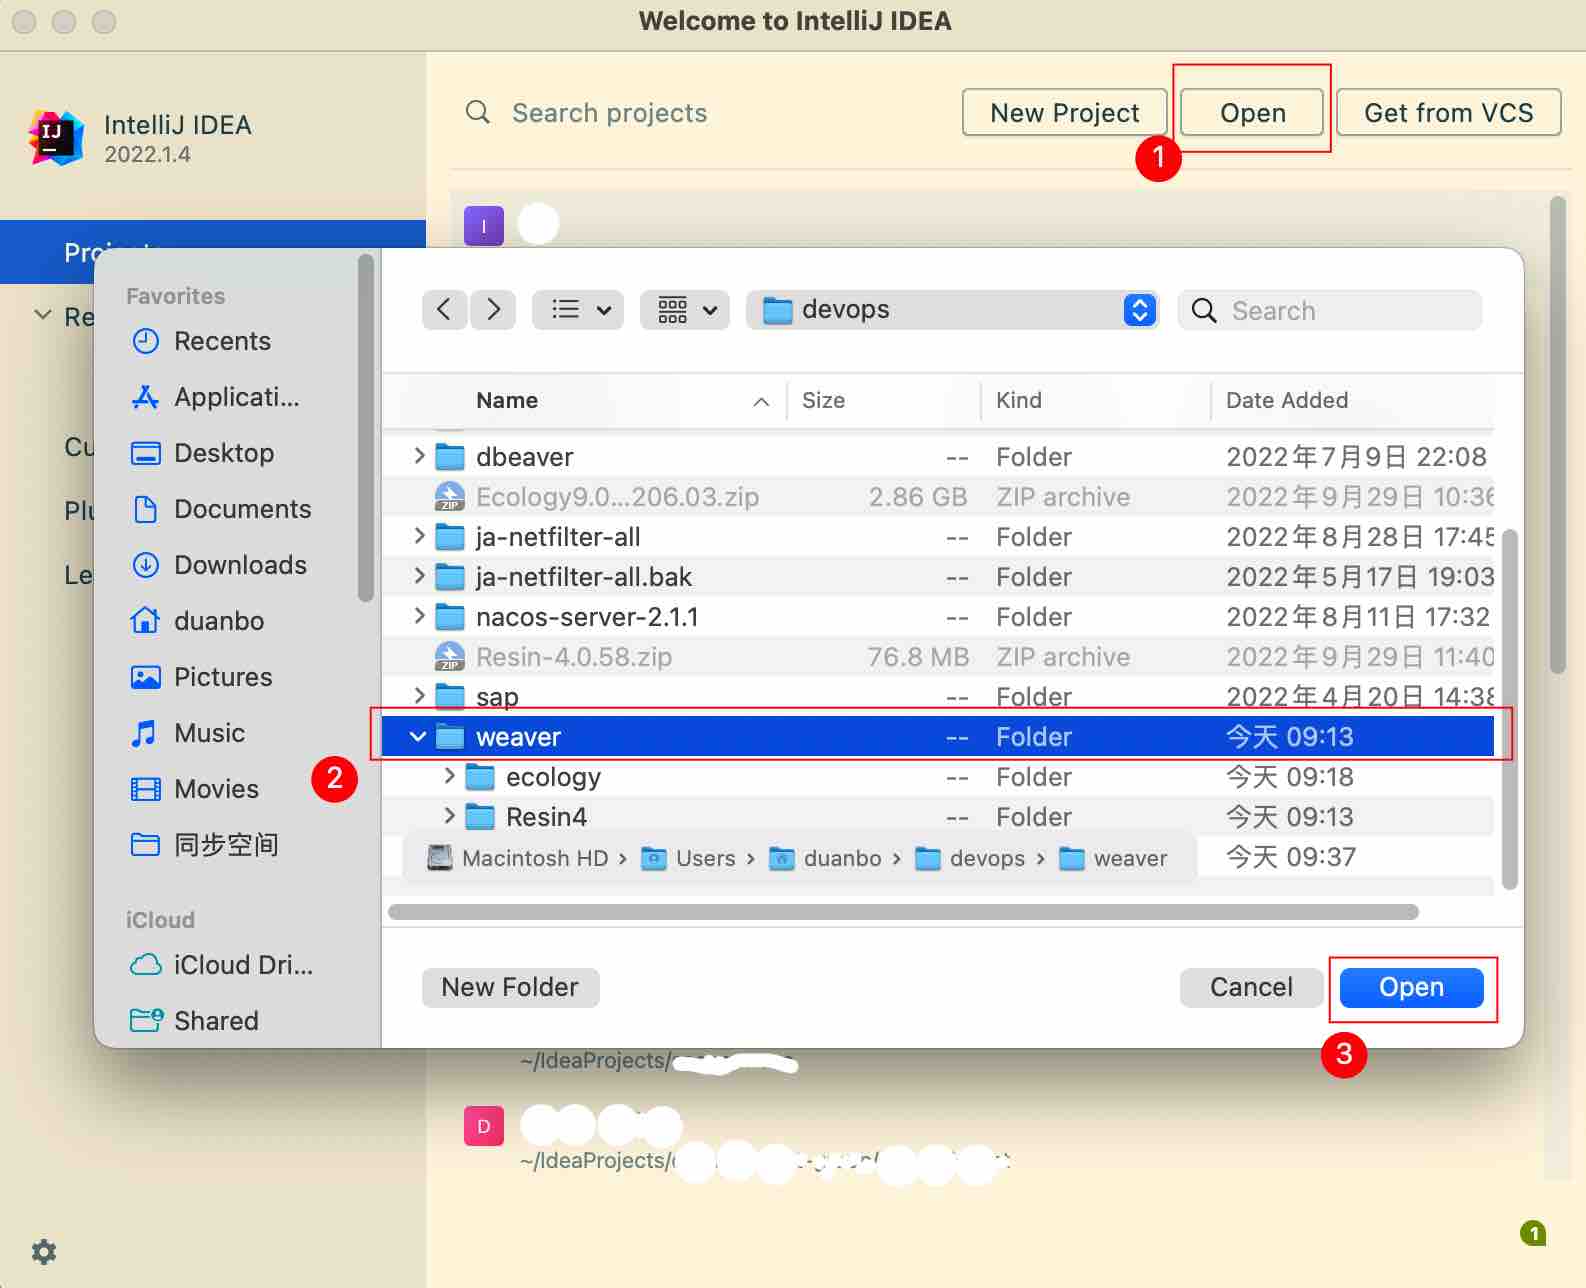 Welcome to IntelliJ IDEA
IntelliJ IDEA
2022.1.4
Search projects
New Project
Open
Get from VCS
1
I
Re
Cu
Le
Favorites
Recents
Applicati...
Desktop
Documents
Downloads
duanbo
Pictures
Music
Movies
同步空间
iCloud
iCloud Dri...
Shared
devops
Search
Name Size Kind Date Added
dbeaver -- Folder 2022年7月9日 22:08
Ecology9.0...206.03.zip 2.86 GB ZIP archive 2022年9月29日 10:36
ja-netfilter-all -- Folder 2022年8月28日 17:45
ja-netfilter-all.bak -- Folder 2022年5月17日 19:03
nacos-server-2.1.1 -- Folder 2022年8月11日 17:32
Resin-4.0.58.zip 76.8 MB ZIP archive 2022年9月29日 11:40
sap -- Folder 2022年4月20日 14:38
weaver -- Folder 今天 09:13
2
ecology -- Folder 今天 09:18
Resin4 -- Folder 今天 09:13
Macintosh HD › Users › duanbo › devops › weaver 今天 09:37
New Folder
Cancel
Open
3
~/IdeaProjects/
D
~/IdeaProjects/
1